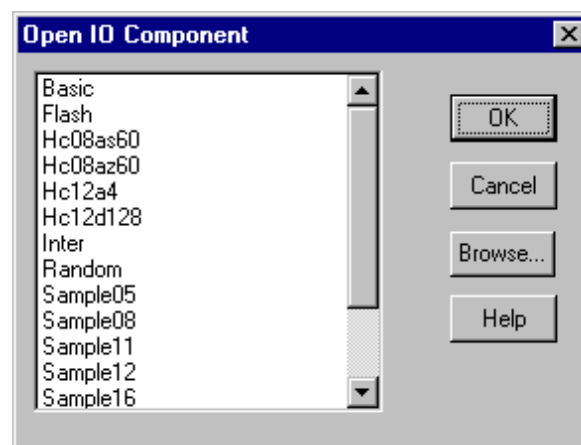 Open IO Component
Basic
Flash
Hc08as60
Hc08az60
Hc12a4
Hc12d128
Inter
Random
Sample05
Sample08
Sample11
Sample12
Sample16
OK
Cancel
Browse...
Help